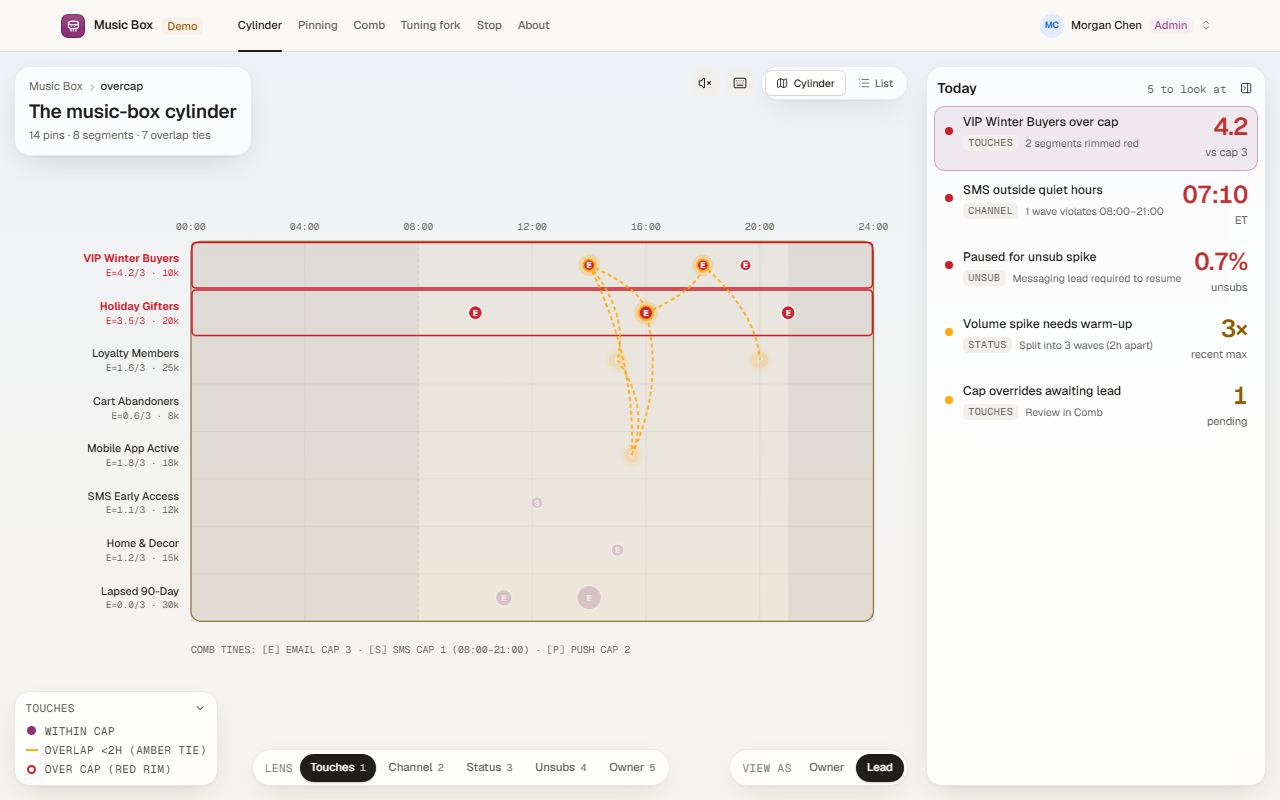 Music Box Demo Cylinder Pinning Comb Tuning fork Stop About MC Morgan Chen Admin
Music Box > overcap
The music-box cylinder
14 pins · 8 segments · 7 overlap ties
Cylinder List
00:00 04:00 08:00 12:00 16:00 20:00 24:00
VIP Winter Buyers
E=4.2/3 · 10k
E E E
Holiday Gifters
E=3.5/3 · 20k
E E E
Loyalty Members
E=1.6/3 · 25k
Cart Abandoners
E=0.6/3 · 8k
Mobile App Active
E=1.8/3 · 18k
SMS Early Access
E=1.1/3 · 12k
S
Home & Decor
E=1.2/3 · 15k
E
Lapsed 90-Day
E=0.0/3 · 30k
E E
COMB TINES: [E] EMAIL CAP 3 · [S] SMS CAP 1 (08:00–21:00) · [P] PUSH CAP 2
TOUCHES
WITHIN CAP
OVERLAP <2H (AMBER TIE)
OVER CAP (RED RIM)
LENS Touches 1 Channel 2 Status 3 Unsubs 4 Owner 5
VIEW AS Owner Lead
Today 5 to look at
VIP Winter Buyers over cap 4.2
TOUCHES 2 segments rimmed red vs cap 3
SMS outside quiet hours 07:10
CHANNEL 1 wave violates 08:00–21:00 ET
Paused for unsub spike 0.7%
UNSUB Messaging lead required to resume unsubs
Volume spike needs warm-up 3×
STATUS Split into 3 waves (2h apart) recent max
Cap overrides awaiting lead 1
TOUCHES Review in Comb pending